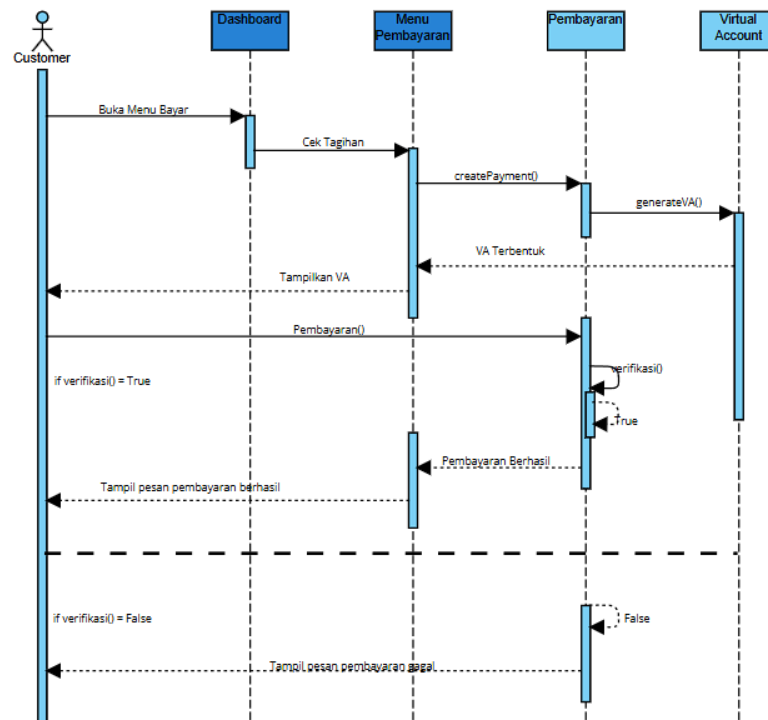 Customer
Dashboard
Menu
Pembayaran
Pembayaran
Virtual
Account
Buka Menu Bayar
Cek Tagihan
createPayment()
generateVA()
VA Terbentuk
Tampilkan VA
Pembayaran()
verifikasi()
if verifikasi() = True
True
Pembayaran Berhasil
Tampil pesan pembayaran berhasil
if verifikasi() = False
False
Tampil pesan pembayaran gagal